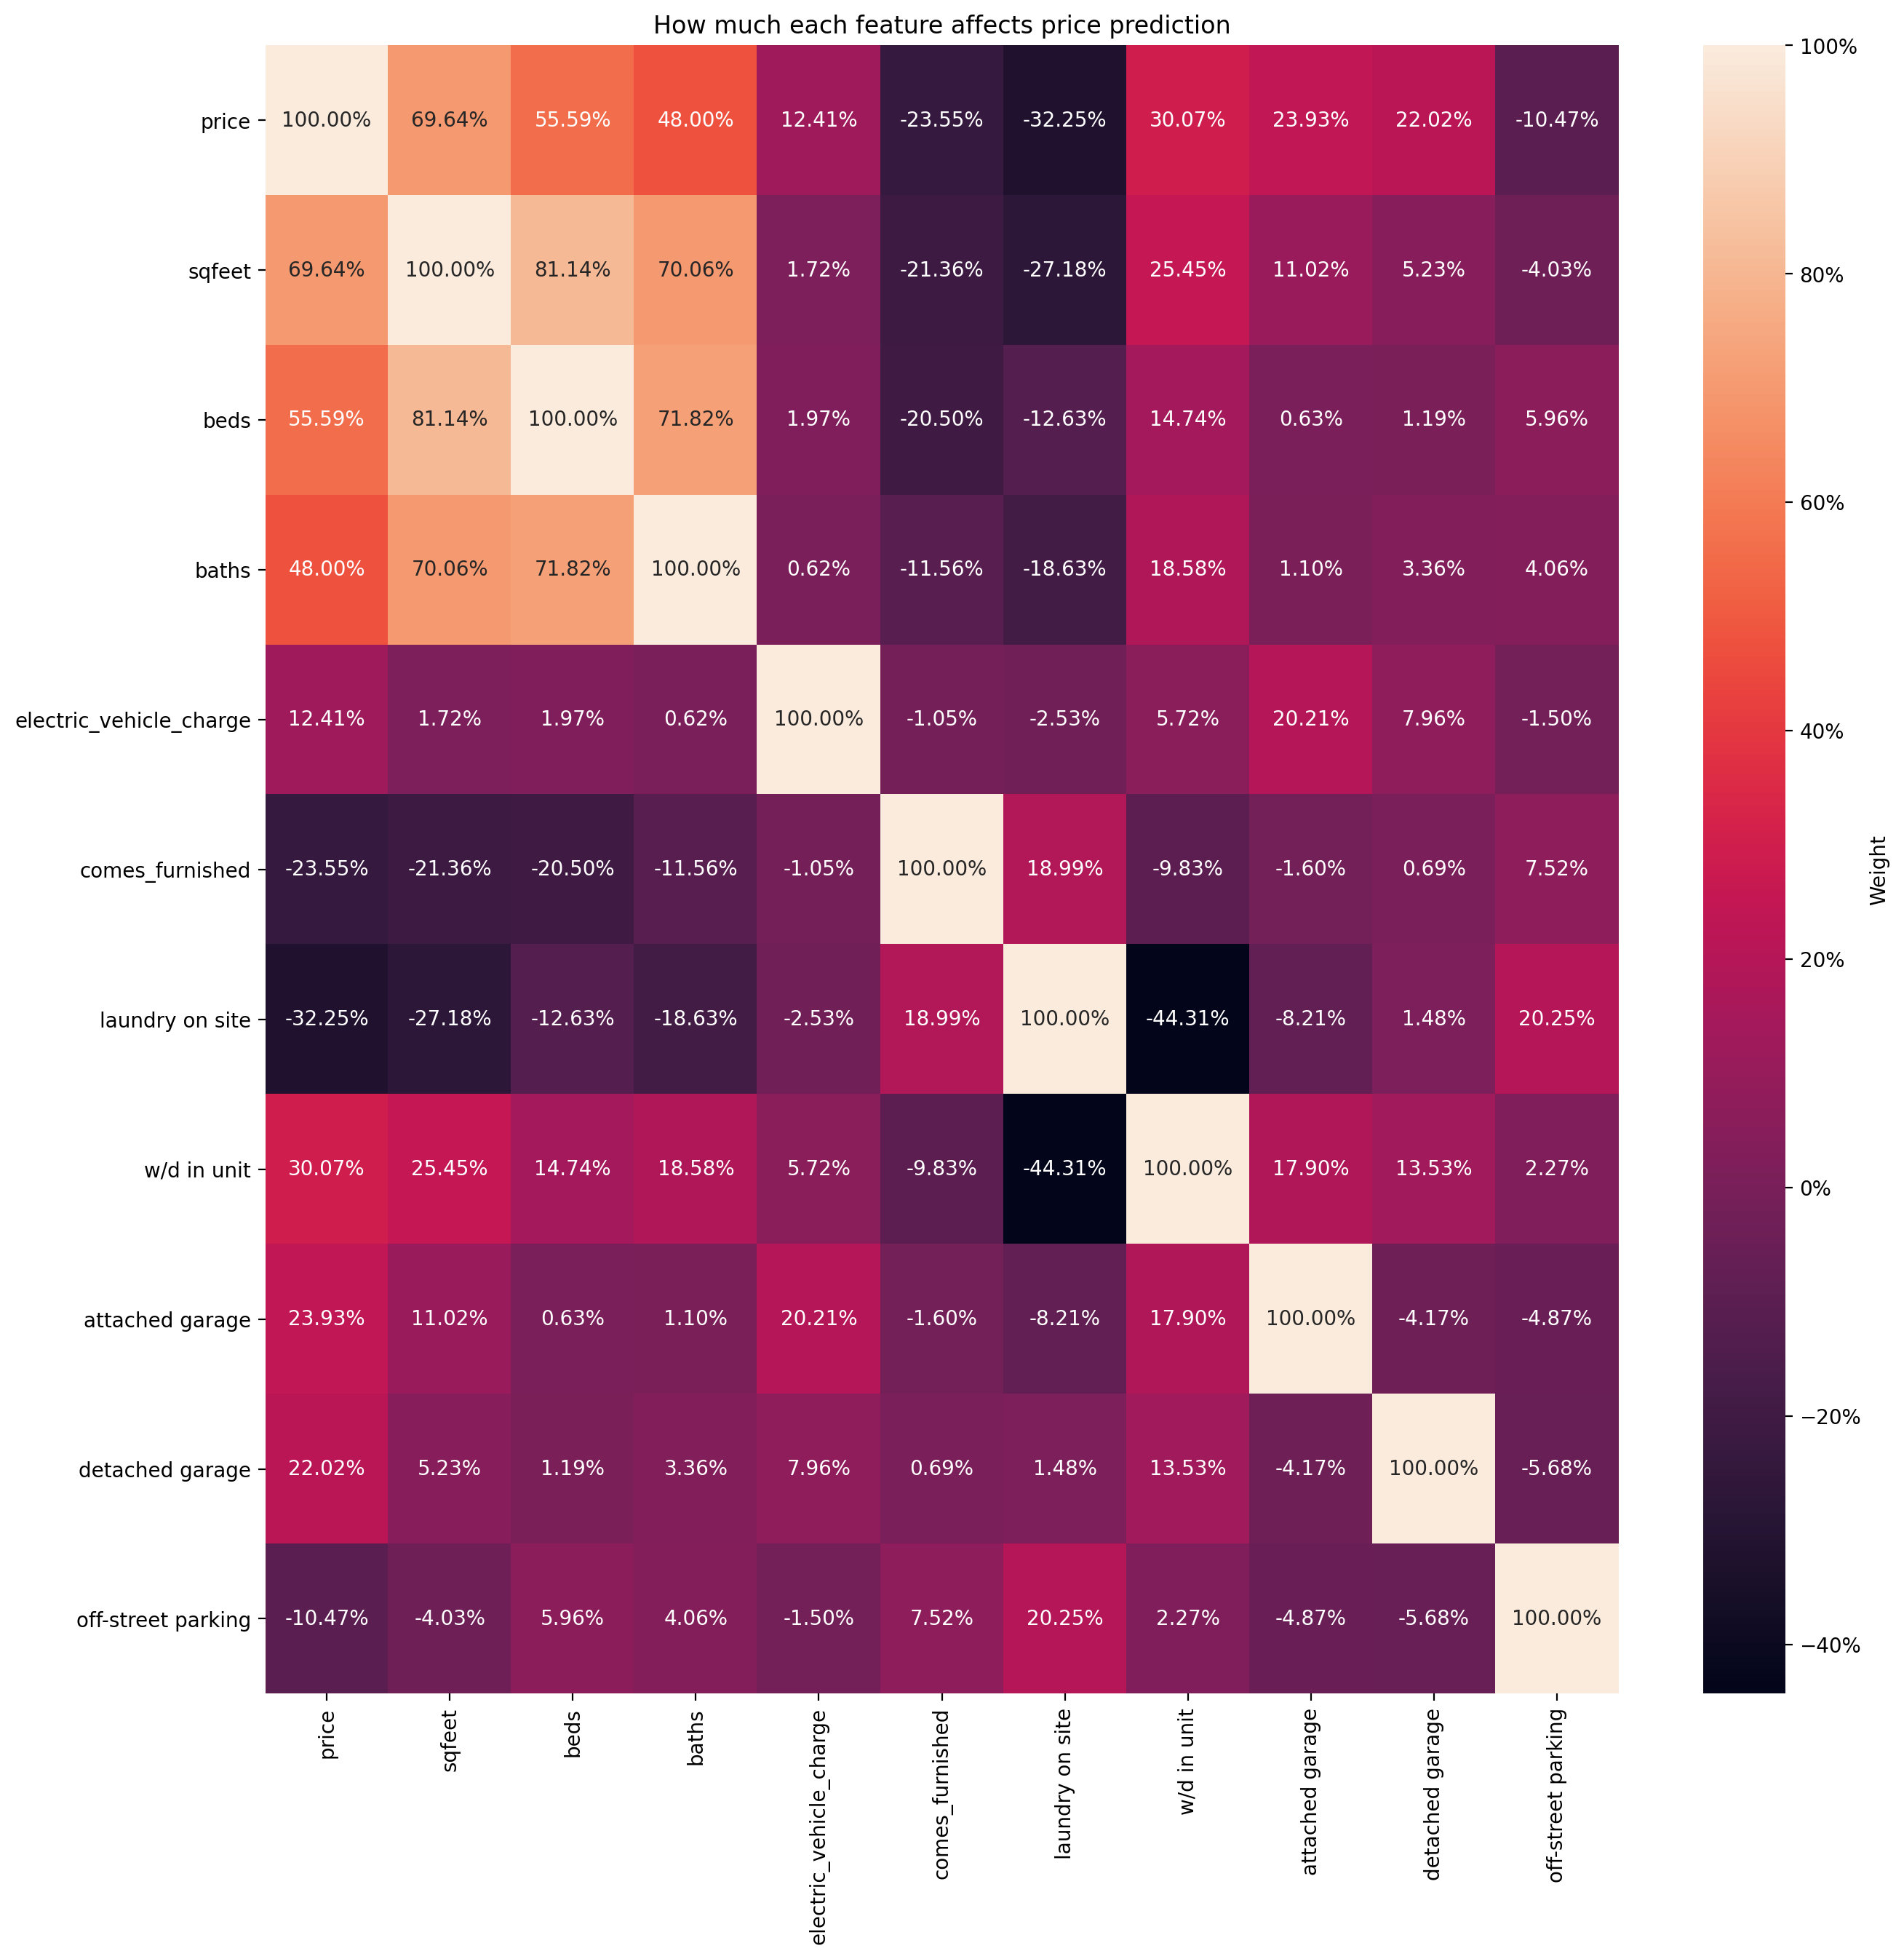 How much each feature affects price prediction
price 100.00% 69.64% 55.59% 48.00% 12.41% -23.55% -32.25% 30.07% 23.93% 22.02% -10.47%
sqfeet 69.64% 100.00% 81.14% 70.06% 1.72% -21.36% -27.18% 25.45% 11.02% 5.23% -4.03%
beds 55.59% 81.14% 100.00% 71.82% 1.97% -20.50% -12.63% 14.74% 0.63% 1.19% 5.96%
baths 48.00% 70.06% 71.82% 100.00% 0.62% -11.56% -18.63% 18.58% 1.10% 3.36% 4.06%
electric_vehicle_charge 12.41% 1.72% 1.97% 0.62% 100.00% -1.05% -2.53% 5.72% 20.21% 7.96% -1.50%
comes_furnished -23.55% -21.36% -20.50% -11.56% -1.05% 100.00% 18.99% -9.83% -1.60% 0.69% 7.52%
laundry on site -32.25% -27.18% -12.63% -18.63% -2.53% 18.99% 100.00% -44.31% -8.21% 1.48% 20.25%
w/d in unit 30.07% 25.45% 14.74% 18.58% 5.72% -9.83% -44.31% 100.00% 17.90% 13.53% 2.27%
attached garage 23.93% 11.02% 0.63% 1.10% 20.21% -1.60% -8.21% 17.90% 100.00% -4.17% -4.87%
detached garage 22.02% 5.23% 1.19% 3.36% 7.96% 0.69% 1.48% 13.53% -4.17% 100.00% -5.68%
off-street parking -10.47% -4.03% 5.96% 4.06% -1.50% 7.52% 20.25% 2.27% -4.87% -5.68% 100.00%
price
sqfeet
beds
baths
electric_vehicle_charge
comes_furnished
laundry on site
w/d in unit
attached garage
detached garage
off-street parking
100%
80%
60%
40%
20%
0%
−20%
−40%
Weight